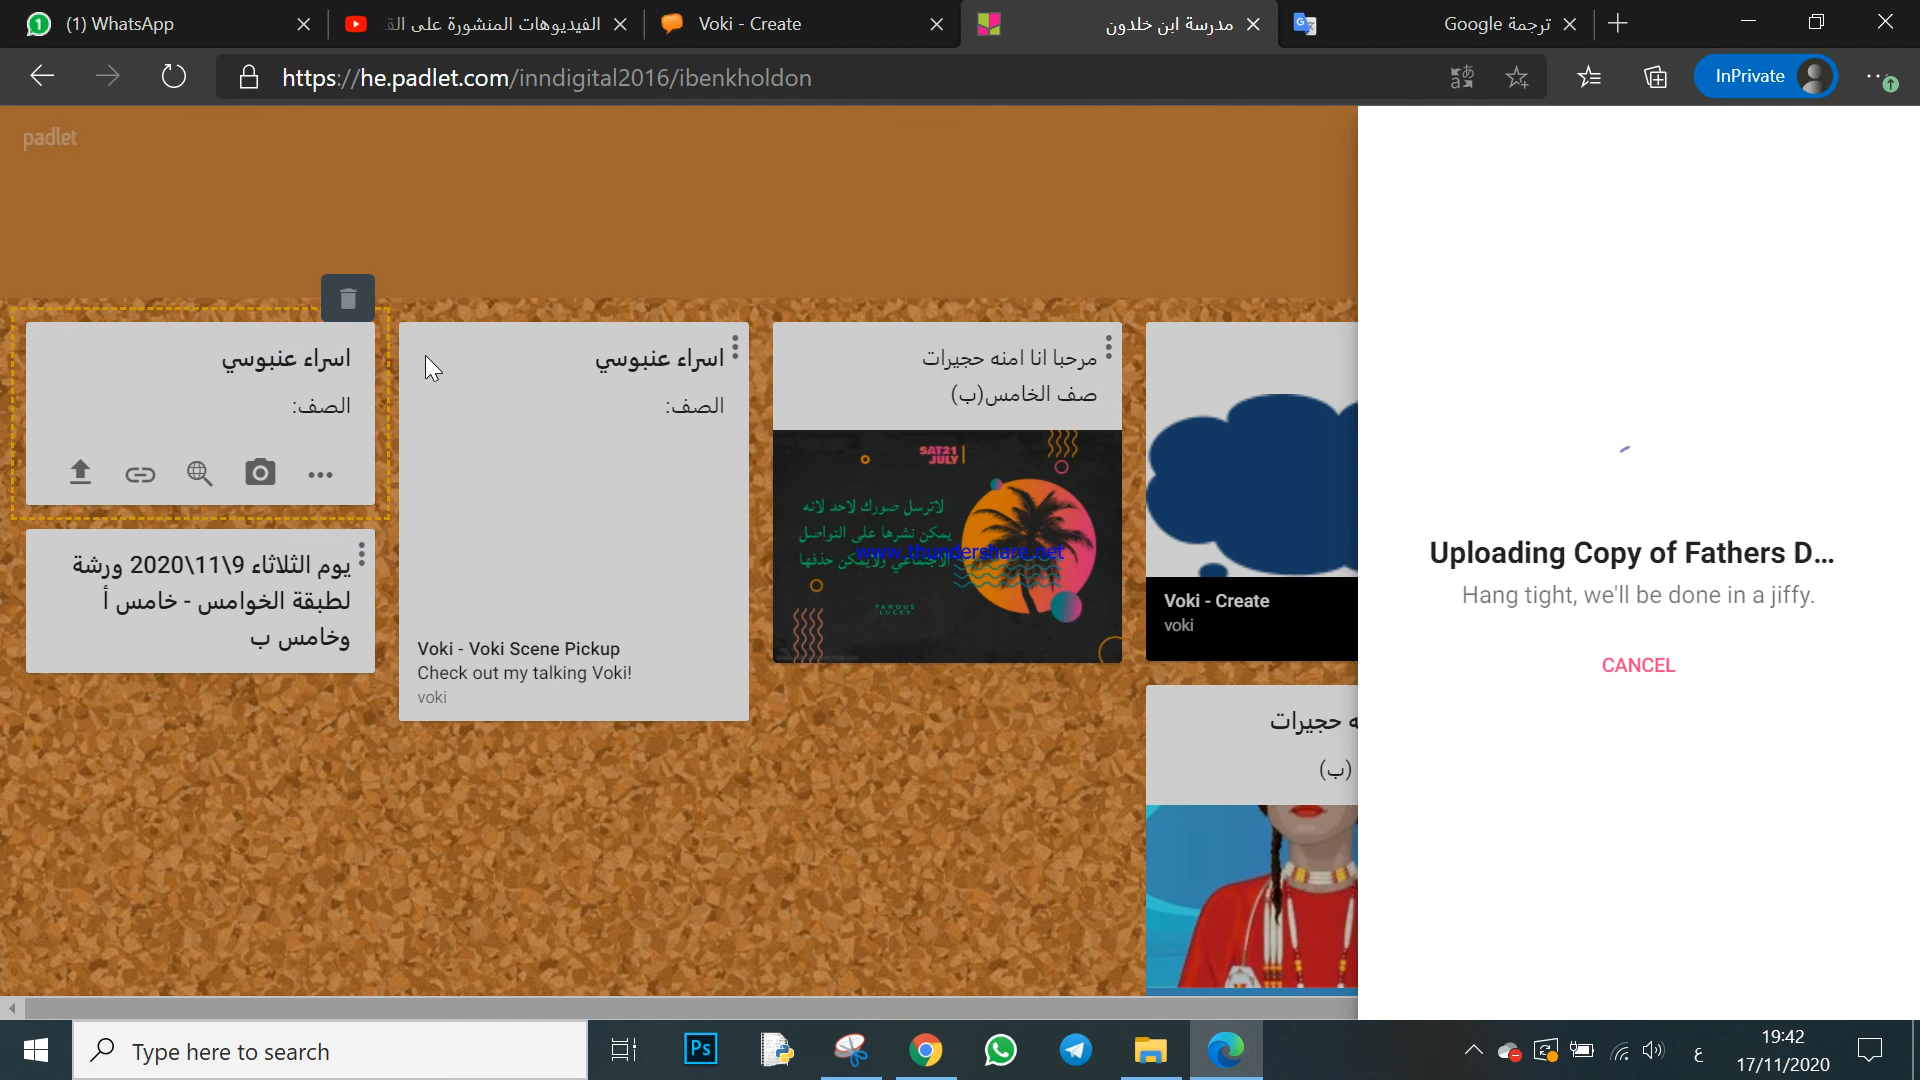 (1) WhatsApp
الفيديوهات المنشورة على الق
Voki - Create
مدرسة ابن خلدون
ترجمة Google
https://he.padlet.com/inndigital2016/ibenkholdon
InPrivate
padlet
اسراء عنبوسي
الصف:
يوم الثلاثاء 9\11\2020 ورشة
لطبقة الخوامس - خامس أ
وخامس ب
اسراء عنبوسي
الصف:
Voki - Voki Scene Pickup
Check out my talking Voki!
voki
مرحبا انا امنه حجيرات
صف الخامس(ب)
SAT21
JULY
لاترسل صورك لاحد لانه
يمكن نشرها على التواصل
الاجتماعي ولايمكن حذفها
www.thundershare.net
FAMOUS
LUCKY
Voki - Create
voki
ه حجيرات
(ب)
Uploading Copy of Fathers D...
Hang tight, we'll be done in a jiffy.
CANCEL
Type here to search
Ps
ع
19:42
17/11/2020